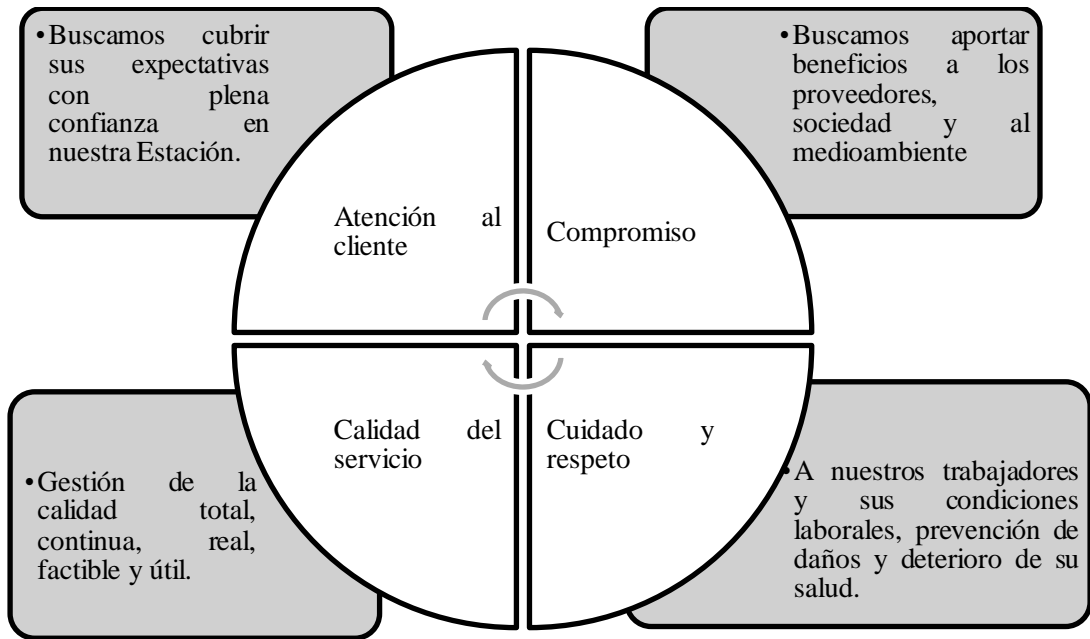 •Buscamos cubrir
sus expectativas
con plena
confianza en
nuestra Estación.
•Buscamos aportar
beneficios a los
proveedores,
sociedad y al
medioambiente
Atención al
cliente
Compromiso
Calidad del
servicio
Cuidado y
respeto
•Gestión de la
calidad total,
continua, real,
factible y útil.
•A nuestros trabajadores
y sus condiciones
laborales, prevención de
daños y deterioro de su
salud.